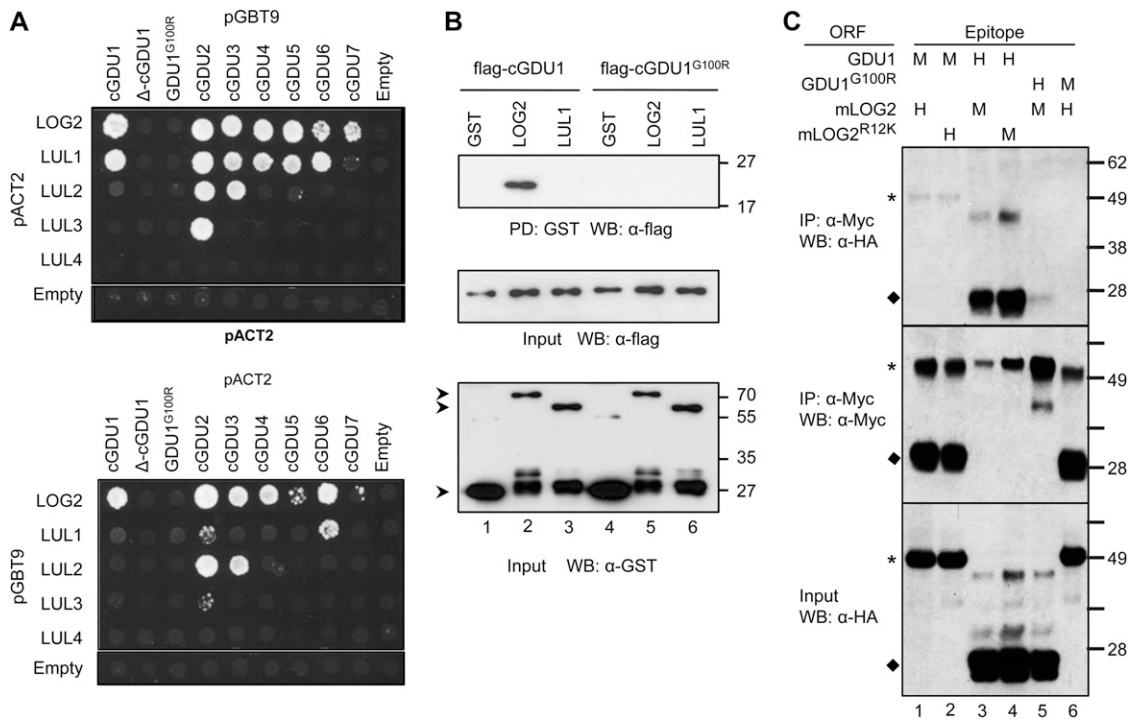 A
pGBT9
cGDU1 Δ-cGDU1 GDU1G100R cGDU2 cGDU3 cGDU4 cGDU5 cGDU6 cGDU7 Empty
pACT2
LOG2
LUL1
LUL2
LUL3
LUL4
Empty
pACT2
pACT2
cGDU1 Δ-cGDU1 GDU1G100R cGDU2 cGDU3 cGDU4 cGDU5 cGDU6 cGDU7 Empty
pGBT9
LOG2
LUL1
LUL2
LUL3
LUL4
Empty
B
flag-cGDU1 flag-cGDU1G100R
GST LOG2 LUL1 GST LOG2 LUL1
27
17
PD: GST WB: α-flag
Input WB: α-flag
70
55
35
27
1 2 3 4 5 6
Input WB: α-GST
C
ORF Epitope
GDU1 M M H H
GDU1G100R H M
mLOG2 H M M H
mLOG2R12K H M
62
* 49
IP: α-Myc
WB: α-HA
38
◆ 28
* 49
IP: α-Myc
WB: α-Myc
◆ 28
* 49
Input
WB: α-HA
28
◆
1 2 3 4 5 6